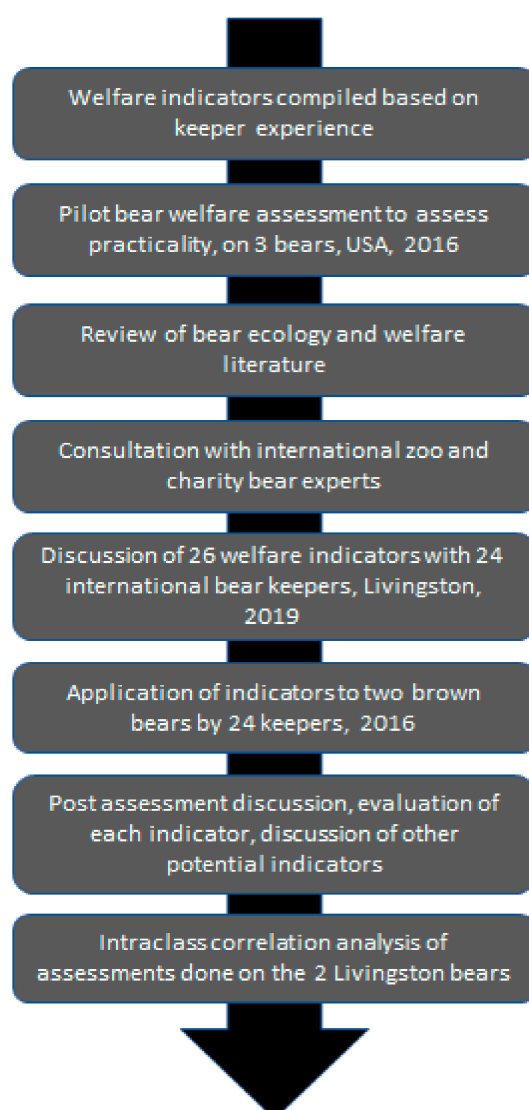 Welfare indicators compiled based on
keeper experience
Pilot bear welfare assessment to assess
practicality, on 3 bears, USA, 2016
Review of bear ecology and welfare
literature
Consultation with international zoo and
charity bear experts
Discussion of 26 welfare indicators with 24
international bear keepers, Livingston,
2019
Application of indicators to two brown
bears by 24 keepers, 2016
Post assessment discussion, evaluation of
each indicator, discussion of other
potential indicators
Intraclass correlation analysis of
assessments done on the 2 Livingston bears